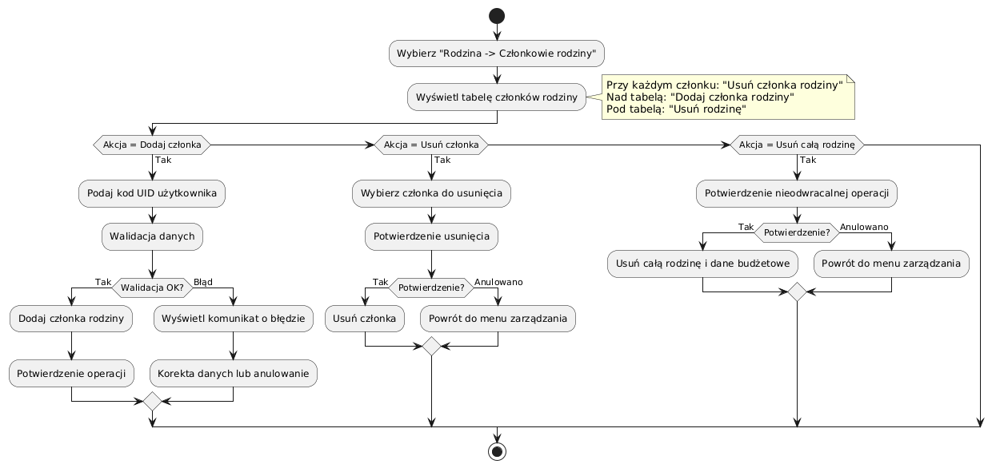 Wybierz "Rodzina -> Członkowie rodziny"
Wyświetl tabelę członków rodziny
Przy każdym członku: "Usuń członka rodziny"
Nad tabelą: "Dodaj członka rodziny"
Pod tabelą: "Usuń rodzinę"
Akcja = Dodaj członka
Tak
Podaj kod UID użytkownika
Walidacja danych
Walidacja OK?
Tak
Błąd
Dodaj członka rodziny
Potwierdzenie operacji
Wyświetl komunikat o błędzie
Korekta danych lub anulowanie
Akcja = Usuń członka
Tak
Wybierz członka do usunięcia
Potwierdzenie usunięcia
Potwierdzenie?
Tak
Anulowano
Usuń członka
Powrót do menu zarządzania
Akcja = Usuń całą rodzinę
Tak
Potwierdzenie nieodwracalnej operacji
Potwierdzenie?
Tak
Anulowano
Usuń całą rodzinę i dane budżetowe
Powrót do menu zarządzania